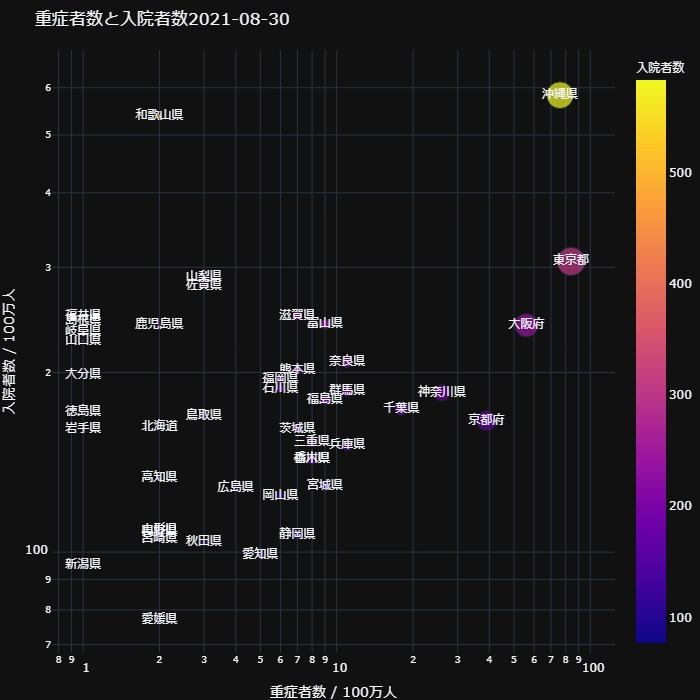 重症者数と入院者数2021-08-30
入院者数
沖縄県
6
和歌山県
5
500
4
東京都
3
山梨県
佐賀県
400
福井県
岐阜県
山口県
鹿児島県
滋賀県
富山県
大阪府
入院者数 / 100万人
300
2
大分県
奈良県
熊本県
福岡県
石川県
群馬県
福島県
神奈川県
徳島県
鳥取県
千葉県
岩手県
北海道
茨城県
京都府
三重県
兵庫県
高知県
広島県
岡山県
宮城県
200
山形県
宮崎県
秋田県
静岡県
愛知県
100
新潟県
9
8
愛媛県
100
7
8 9 2 3 4 5 6 7 8 9 2 3 4 5 6 7 8 9
1 10 100
重症者数 / 100万人